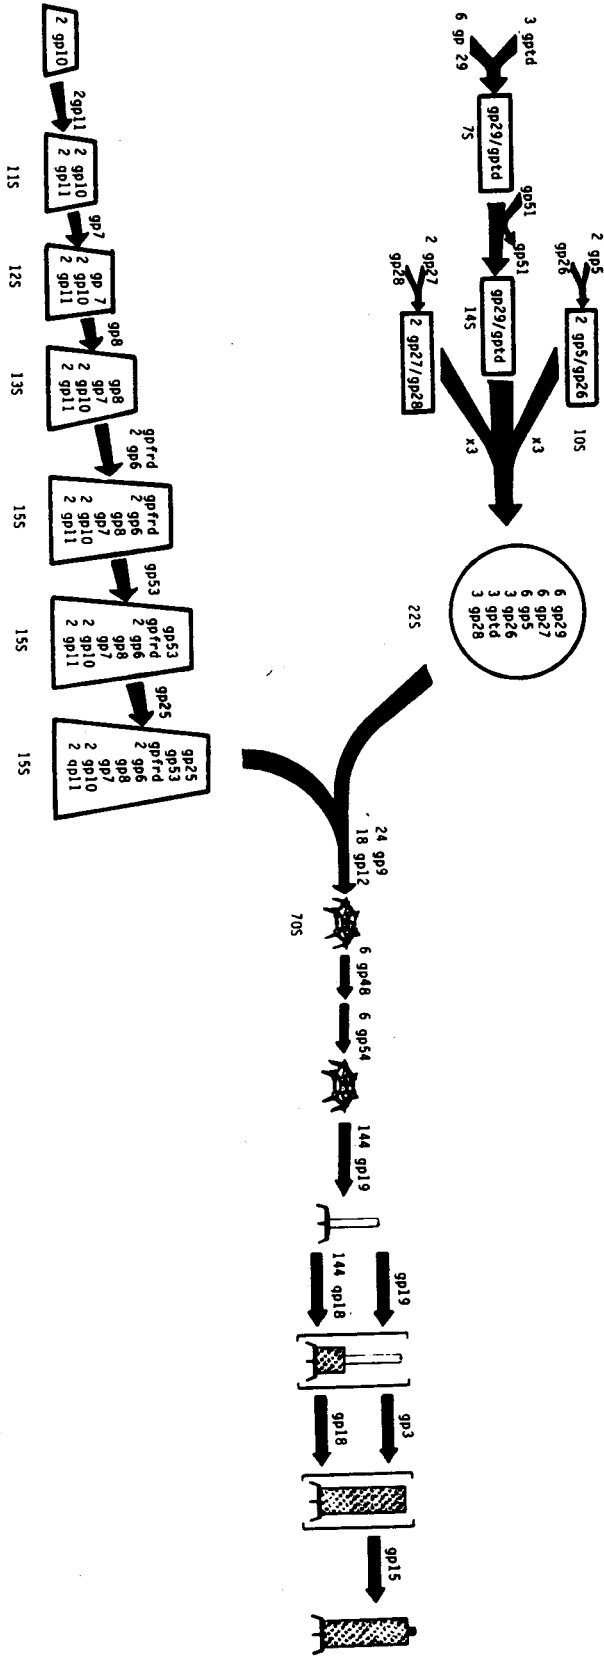 2 gp5
gp26
2 gp5/gp26
10S
x3
3 gptd
6 gp 29
gp29/gptd
7S
gp51
gp51
gp29/gptd
14S
2 gp27
gp28
2 gp27/gp28
x3
6 gp29
6 gp27
6 gp5
3 gp26
3 gptd
3 gp28
22S
24 gp9
18 gp12
70S
6 gp48
6 gp54
144 gp19
gp19
144 gp18
gp3
gp18
gp15
2 gp10
2gp11
2 gp10
2 gp11
11S
gp7
gp 7
2 gp10
2 gp11
12S
gp8
gp8
gp7
2 gp10
2 gp11
13S
gpfrd
2 gp6
gpfrd
2 gp6
gp8
gp7
2 gp10
2 gp11
15S
gp53
gp53
gpfrd
2 gp6
gp8
gp7
2 gp10
2 gp11
15S
gp25
gp25
gp53
gpfrd
2 gp6
gp8
gp7
2 gp10
2 gp11
15S